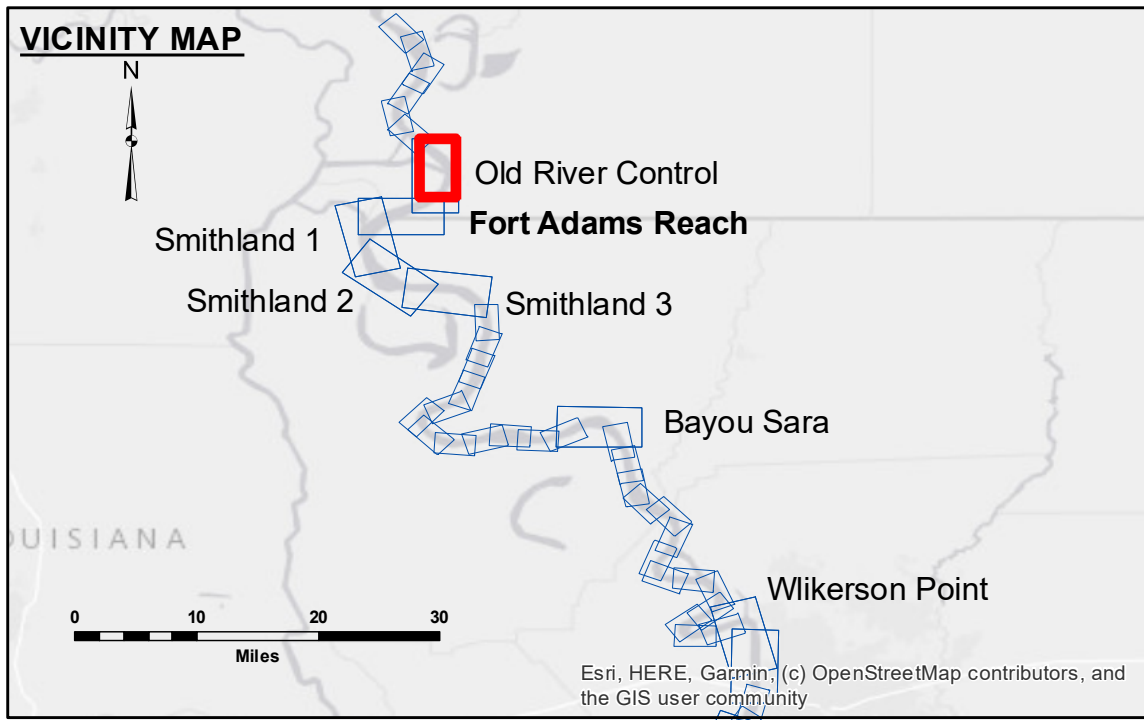 VICINITY MAP
N
Old River Control
Fort Adams Reach
Smithland 1
Smithland 2
Smithland 3
Bayou Sara
OUISIANA
Wlikerson Point
0 10 20 30
Miles
Esri, HERE, Garmin, (c) OpenStreetMap contributors, and
the GIS user community